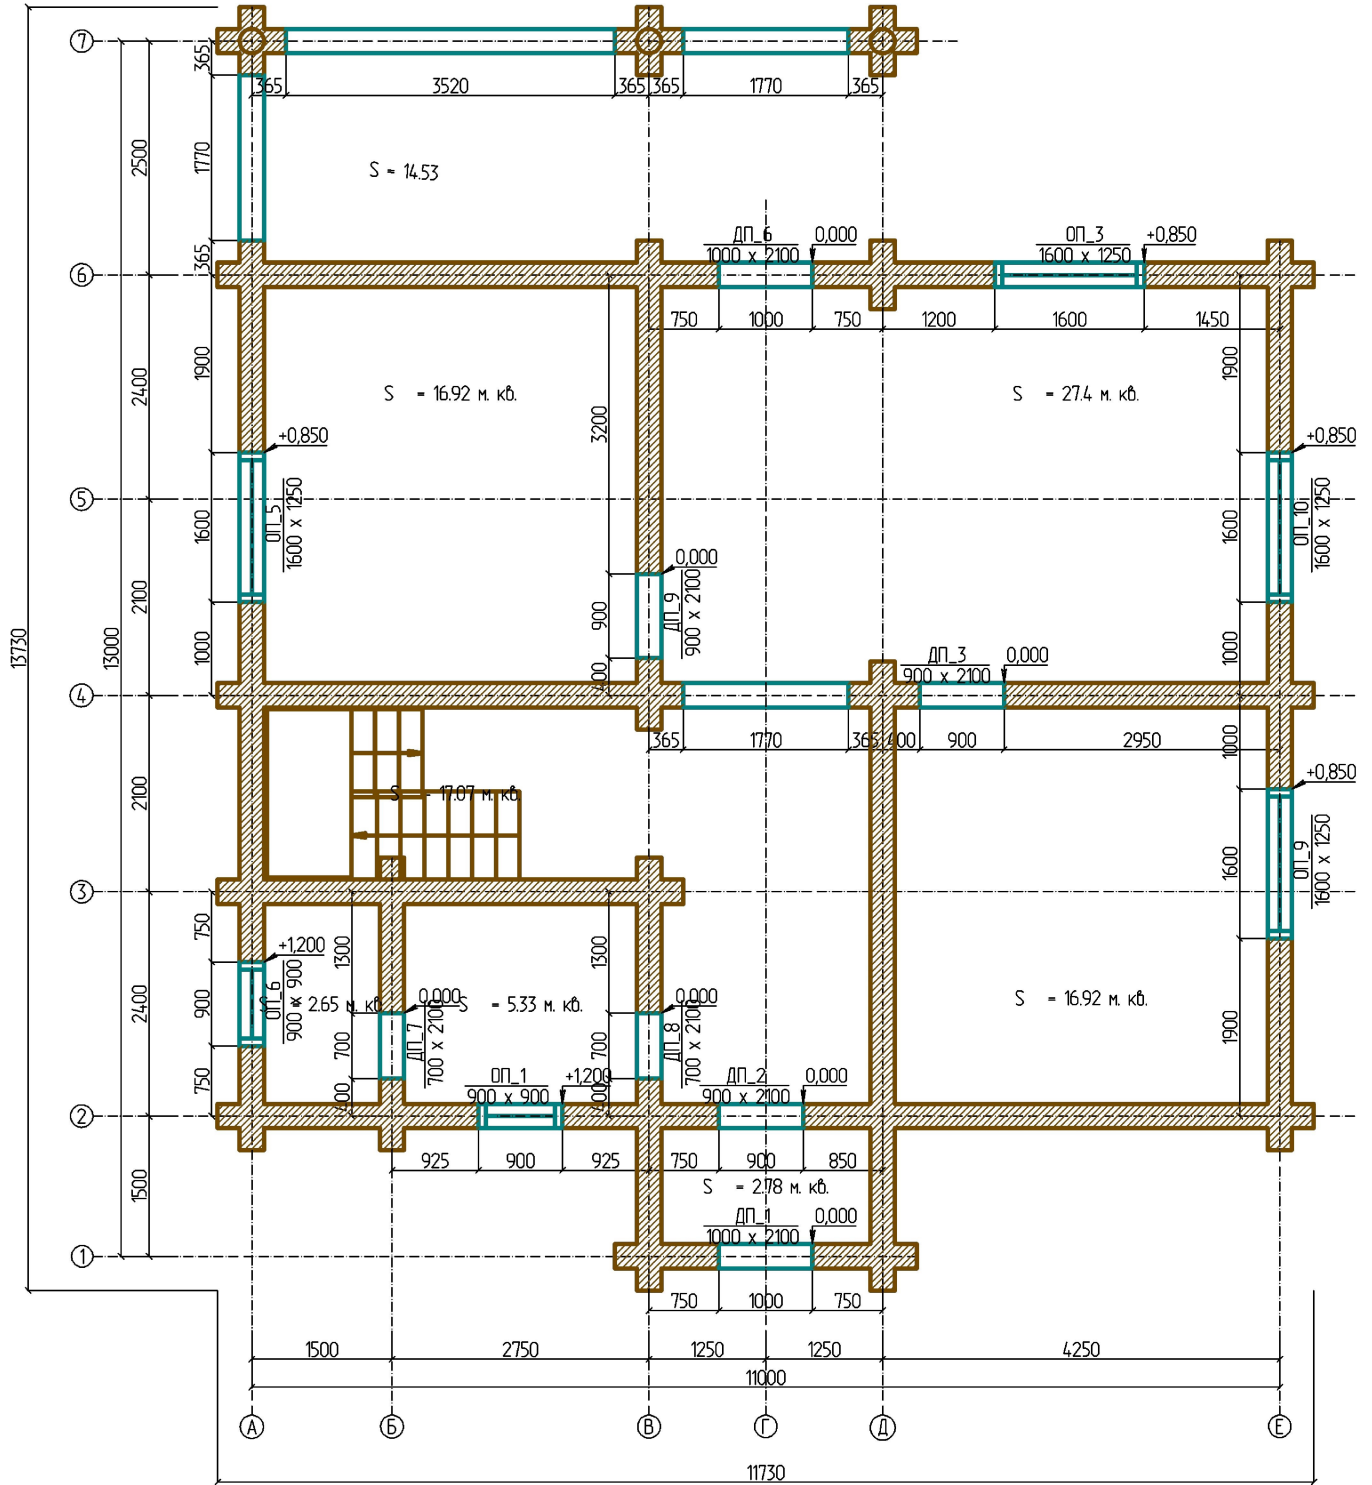 7
365
365
3520
365
365
1770
365
2500
1770
S = 14.53
365
ДП_6
0,000
1000 x 2100
ОП_3
+0,850
1600 x 1250
6
750
1000
750
1200
1600
1450
1900
2400
1900
S = 16.92 м. кв.
S = 27.4 м. кв.
3200
+0,850
+0,850
5
1600
ОП_5
1600 x 1250
1600
ОП_10
1600 x 1250
0,000
2100
900
ДП_9
900 x 2100
13730
13000
1000
1000
400
ДП_3
0,000
900 x 2100
4
365
1770
365
400
900
2950
1000
+0,850
2100
S = 17.07 м. кв.
1600
ОП_9
1600 x 1250
3
750
1300
1300
+1,200
2400
900
ОП_6
900 x 900
S = 2.65 м. кв.
0,000
S = 5.33 м. кв.
0,000
S = 16.92 м. кв.
1900
700
ДП_7
700 x 2100
700
ДП_8
700 x 2100
750
400
ОП_1
+1,200
900 x 900
400
ДП_2
0,000
900 x 2100
2
925
900
925
750
900
850
1500
S = 2.78 м. кв.
ДП_1
0,000
1000 x 2100
1
750
1000
750
1500
2750
1250
1250
4250
11000
А
Б
В
Г
Д
Е
11730